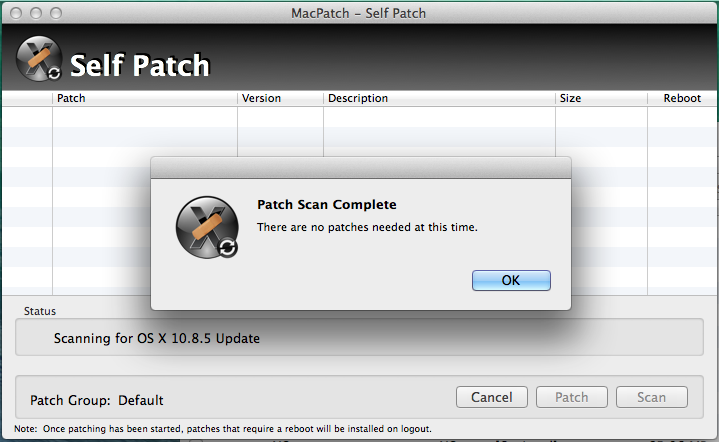 MacPatch - Self Patch
Self Patch
Patch Version Description Size Reboot
Patch Scan Complete
There are no patches needed at this time.
OK
Status
Scanning for OS X 10.8.5 Update
Patch Group: Default Cancel Patch Scan
Note: Once patching has been started, patches that require a reboot will be installed on logout.